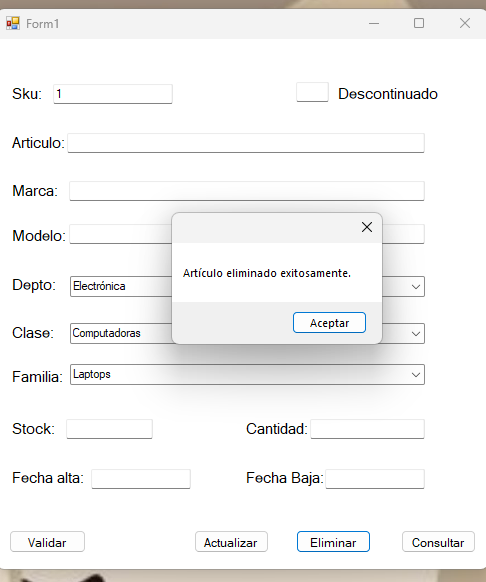 Form1
Sku: 1 Descontinuado
Articulo:
Marca:
Modelo:
Artículo eliminado exitosamente.
Depto: Electrónica
Aceptar
Clase: Computadoras
Familia: Laptops
Stock: Cantidad:
Fecha alta: Fecha Baja:
Validar Actualizar Eliminar Consultar